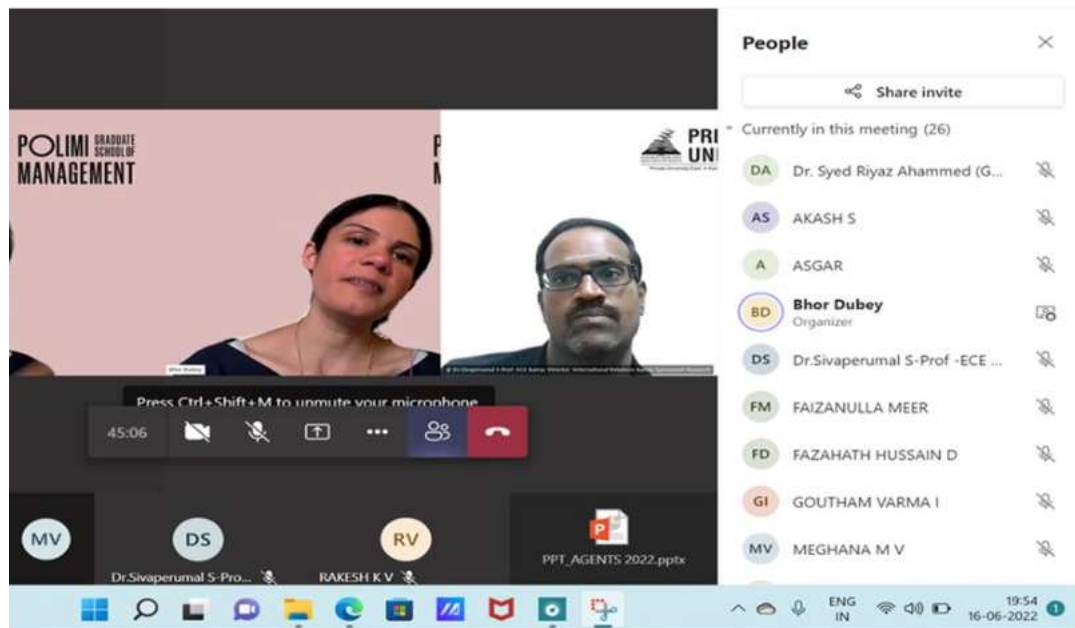 POLIMI GRADUATE SCHOOL OF
MANAGEMENT
P
M
PRI
UNI
Bhor Dubey
Press Ctrl+Shift+M to unmute your microphone
45:06
MV
DS
RV
Dr.Sivaperumal S-Pro...
RAKESH K V
P
PPT_AGENTS 2022.pptx
People
Share invite
Currently in this meeting (26)
DA Dr. Syed Riyaz Ahammed (G...
AS AKASH S
A ASGAR
BD Bhor Dubey
Organizer
DS Dr.Sivaperumal S-Prof -ECE ...
FM FAIZANULLA MEER
FD FAZAHATH HUSSAIN D
GI GOUTHAM VARMA I
MV MEGHANA M V
ENG
IN
19:54
16-06-2022
1